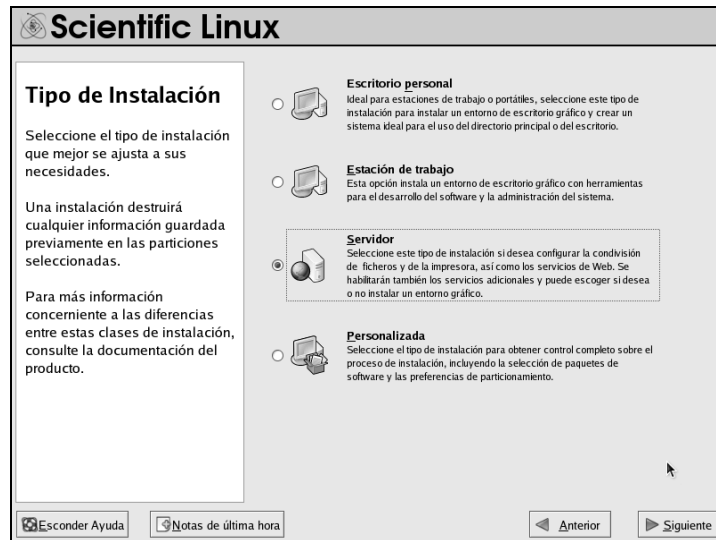 Scientific Linux
Tipo de Instalación
Seleccione el tipo de instalación
que mejor se ajusta a sus
necesidades.
Una instalación destruirá
cualquier información guardada
previamente en las particiones
seleccionadas.
Para más información
concerniente a las diferencias
entre estas clases de instalación,
consulte la documentación del
producto.
Escritorio personal
Ideal para estaciones de trabajo o portátiles, seleccione este tipo de
instalación para instalar un entorno de escritorio gráfico y crear un
sistema ideal para el uso del directorio principal o del escritorio.
Estación de trabajo
Esta opción instala un entorno de escritorio gráfico con herramientas
para el desarrollo del software y la administración del sistema.
Servidor
Seleccione este tipo de instalación si desea configurar la condivisión
de ficheros y de la impresora, así como los servicios de Web. Se
habilitarán también los servicios adicionales y puede escoger si desea
o no instalar un entorno gráfico.
Personalizada
Seleccione el tipo de instalación para obtener control completo sobre el
proceso de instalación, incluyendo la selección de paquetes de
software y las preferencias de particionamiento.
Esconder Ayuda
Notas de última hora
Anterior
Siguiente